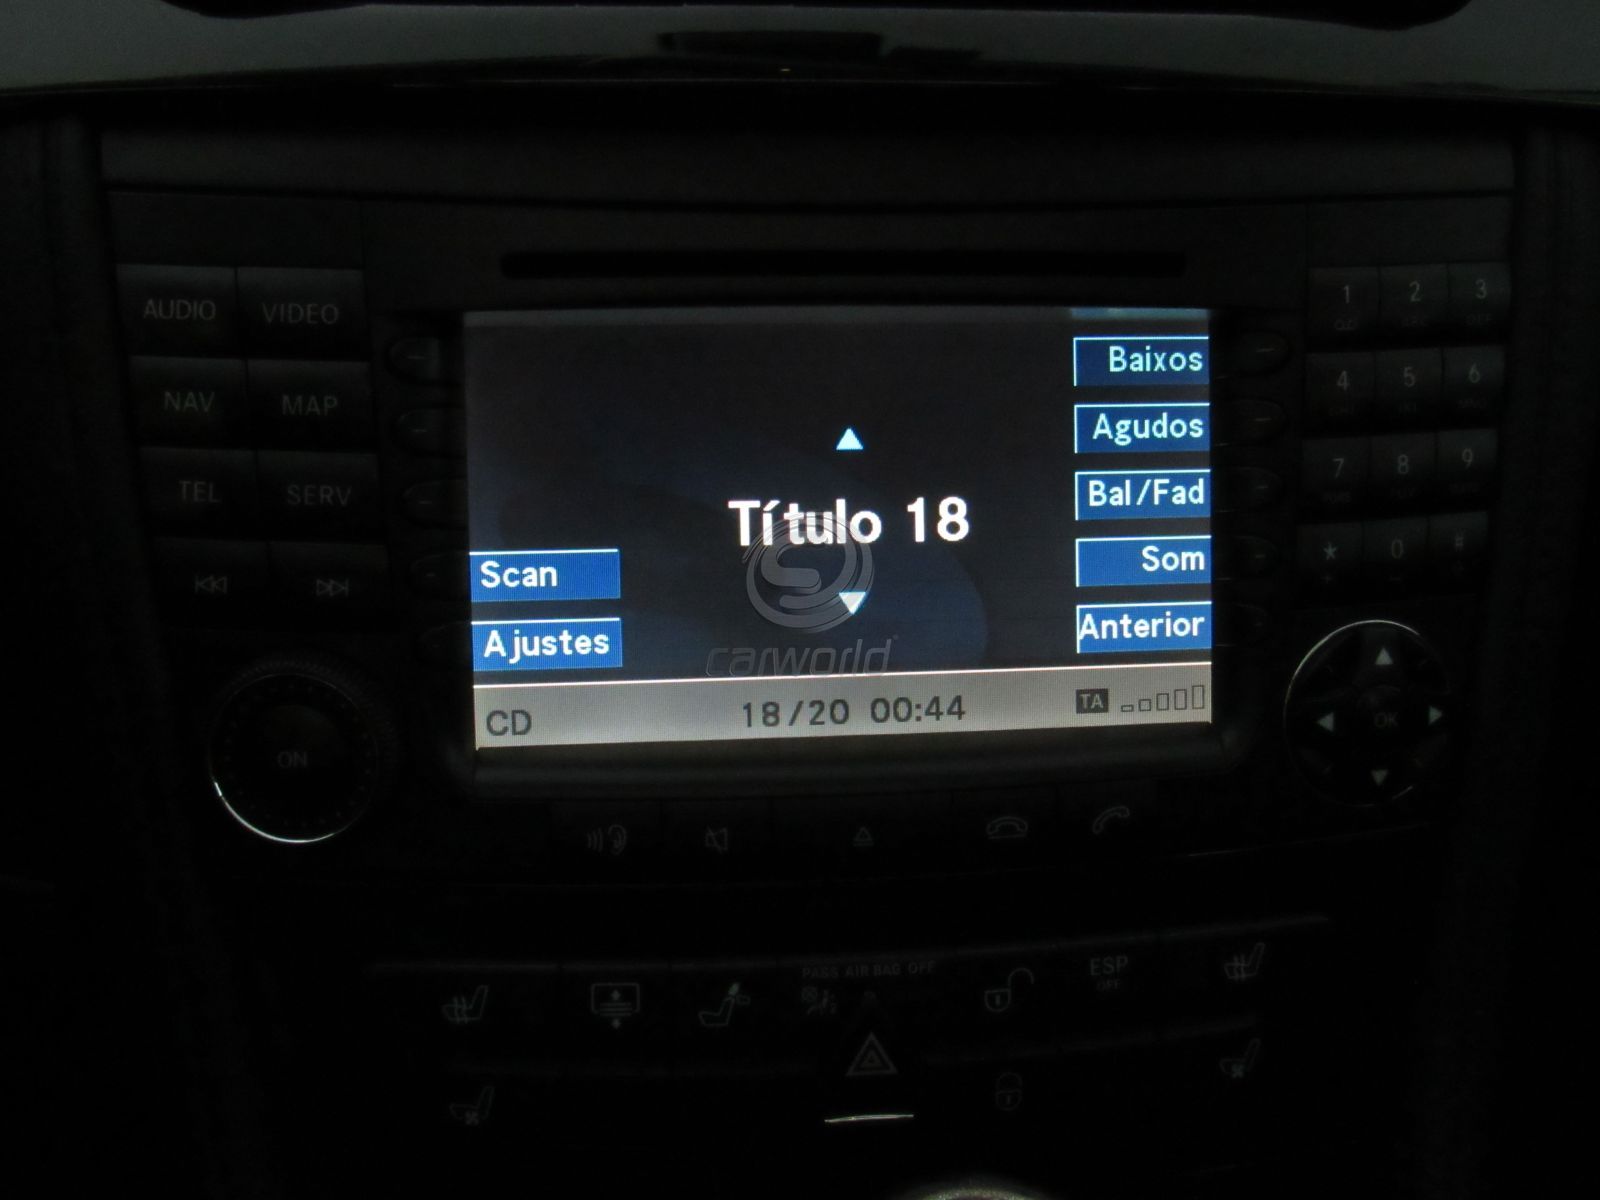 AUDIO VIDEO
NAV MAP
TEL SERV
ON
Baixos
Agudos
Bal/Fad
Som
Anterior
Título 18
Scan
Ajustes
carworld
CD 18/20 00:44 TA
1 2 3
4 5 6
7 8 9
* 0 #
OK
PASS AIR BAG OFF
ESP
OFF